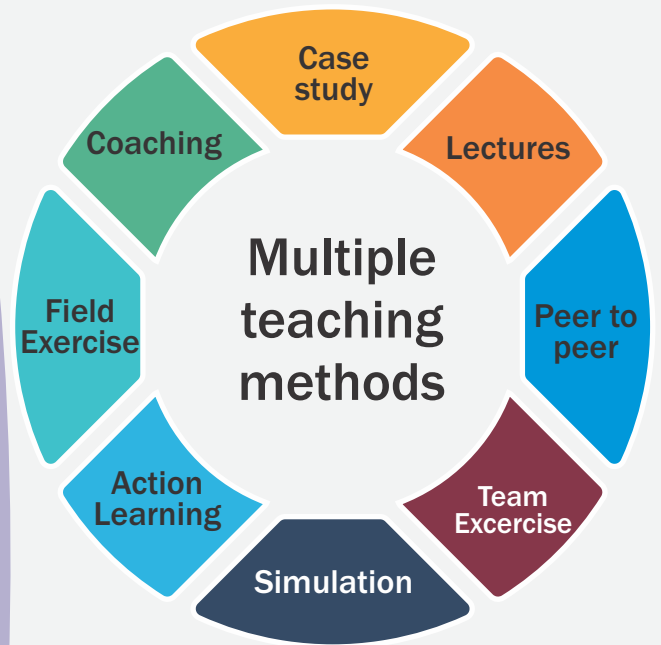 Case
study
Lectures
Peer to
peer
Team
Excercise
Simulation
Action
Learning
Field
Exercise
Coaching
Multiple
teaching
methods